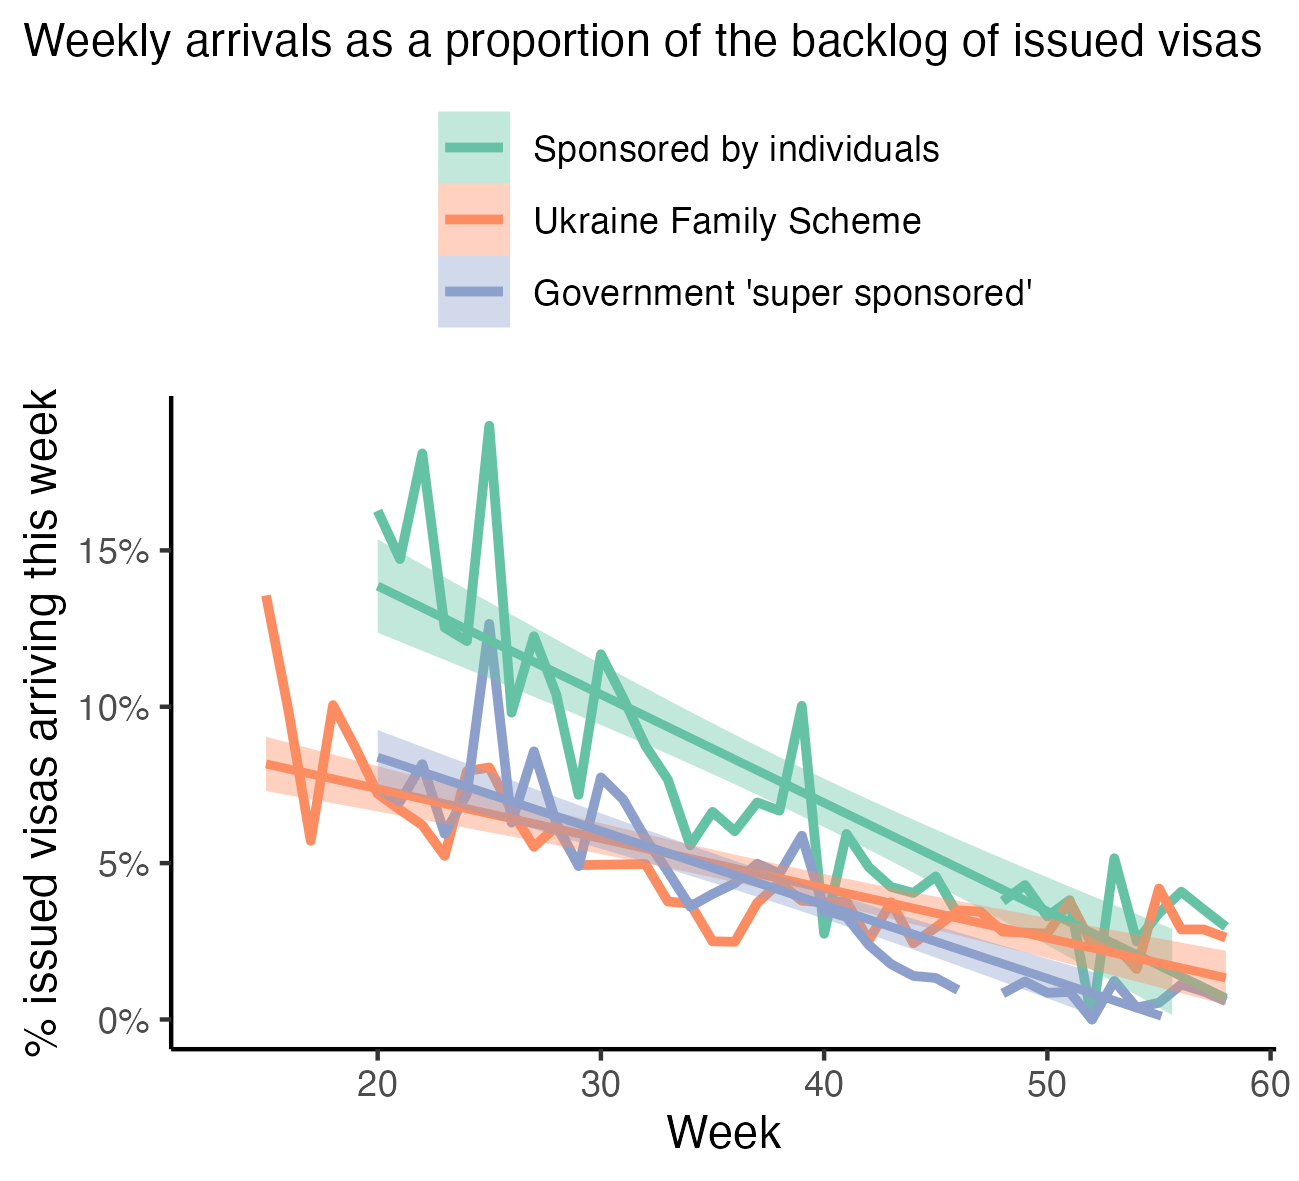 Weekly arrivals as a proportion of the backlog of issued visas
Sponsored by individuals
Ukraine Family Scheme
Government 'super sponsored'
% issued visas arriving this week
15%
10%
5%
0%
20 30 40 50 60
Week